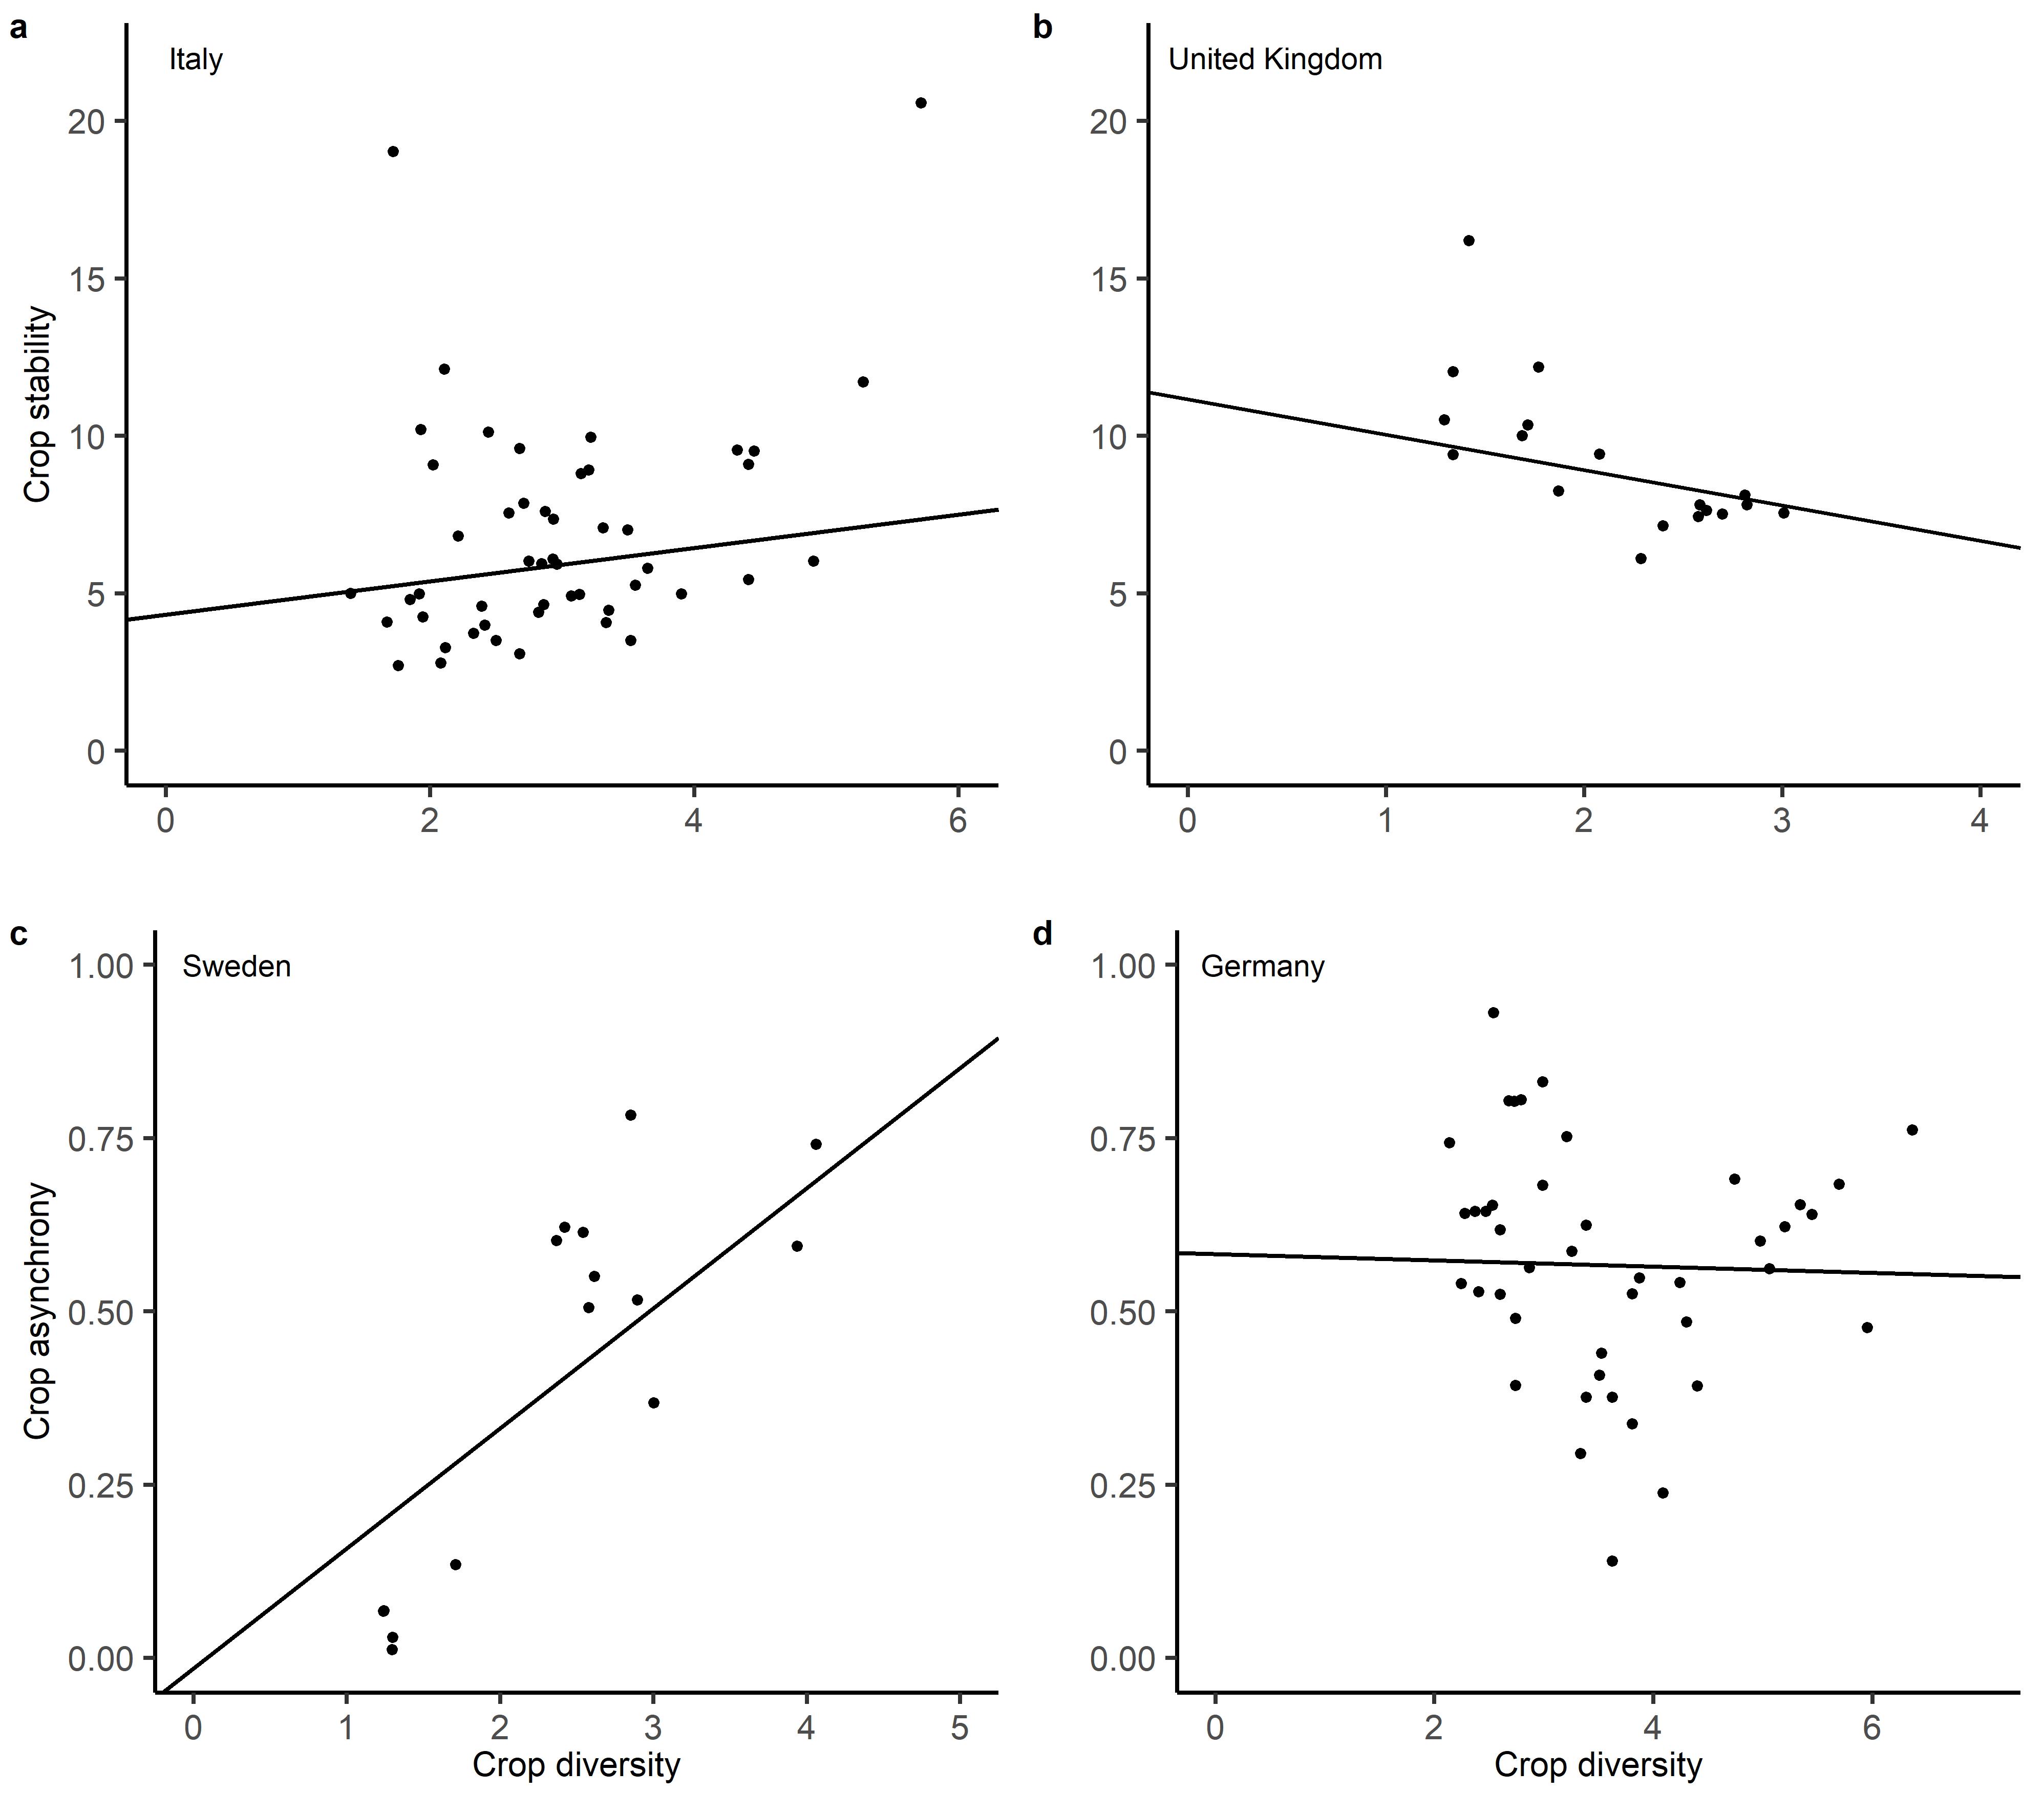 a
Italy
20
15
10
5
0
Crop stability
0 2 4 6
b
United Kingdom
20
15
10
5
0
0 1 2 3 4
c
Sweden
1.00
0.75
0.50
0.25
0.00
Crop asynchrony
0 1 2 3 4 5
Crop diversity
d
Germany
1.00
0.75
0.50
0.25
0.00
0 2 4 6
Crop diversity